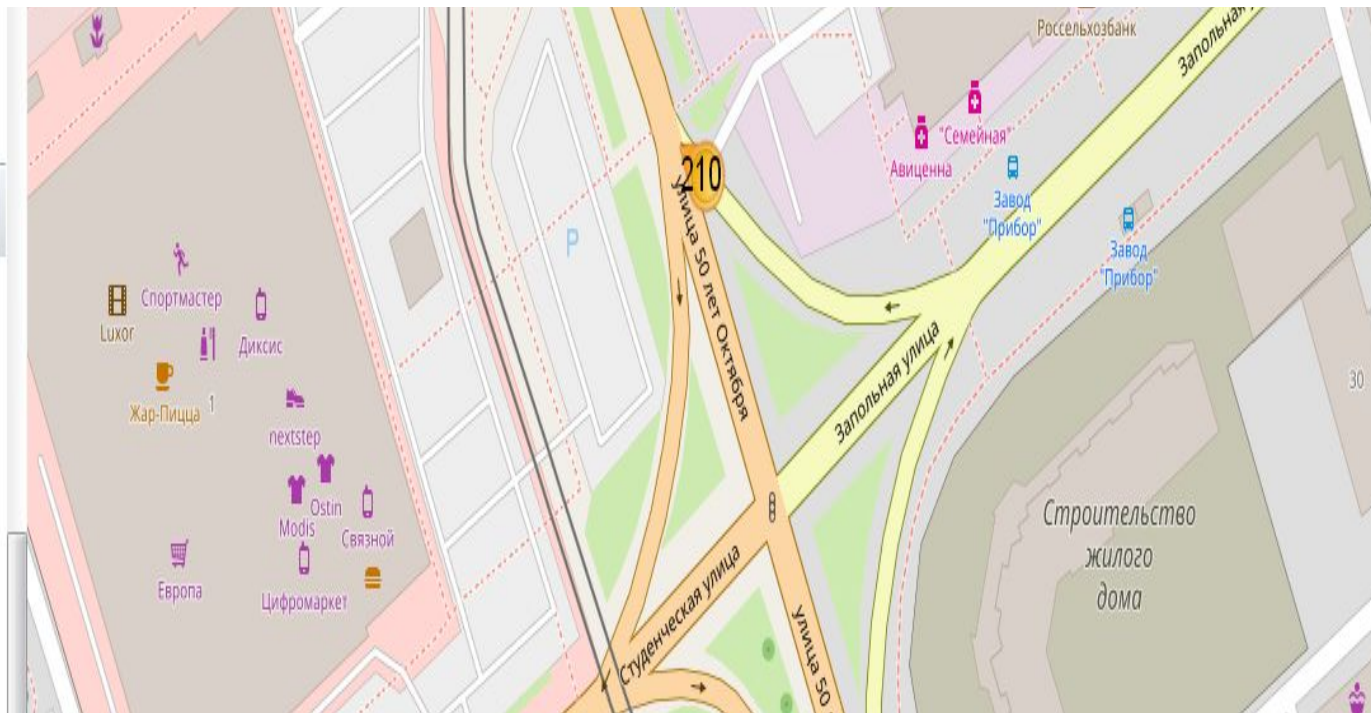 Россельхозбанк
Запольная
"Семейная"
Авиценна
210
Завод
"Прибор"
Завод
"Прибор"
P
Спортмастер
Luxor
Диксис
улица 50 лет Октября
Запольная улица
Жар-Пицца
1
30
nextstep
Ostin
Modis
Связной
Строительство
жилого
дома
Европа
Цифромаркет
Студенческая улица
улица 50